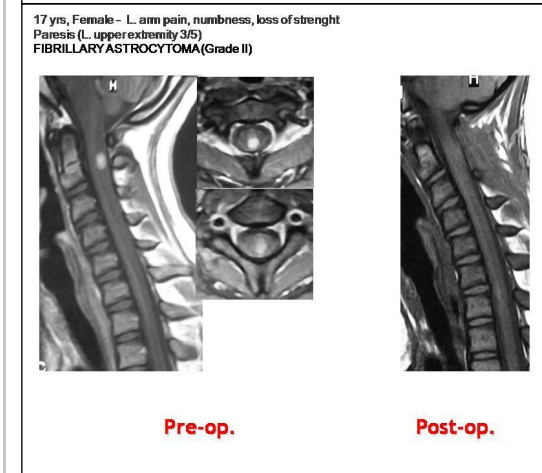 17 yrs, Female - L. arm pain, numbness, loss of strenght
Paresis (L. upper extremity 3/5)
FIBRILLARY ASTROCYTOMA (Grade II)
H
H
C
Pre-op.
Post-op.